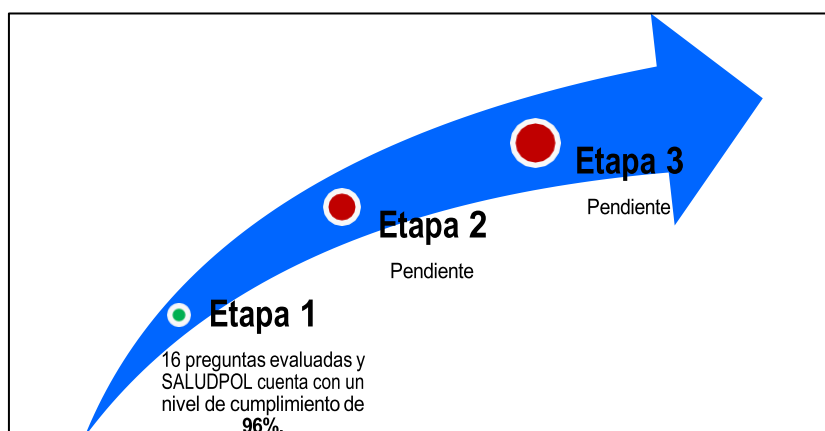 Etapa 3
Pendiente
Etapa 2
Pendiente
Etapa 1
16 preguntas evaluadas y
SALUDPOL cuenta con un
nivel de cumplimiento de
96%.